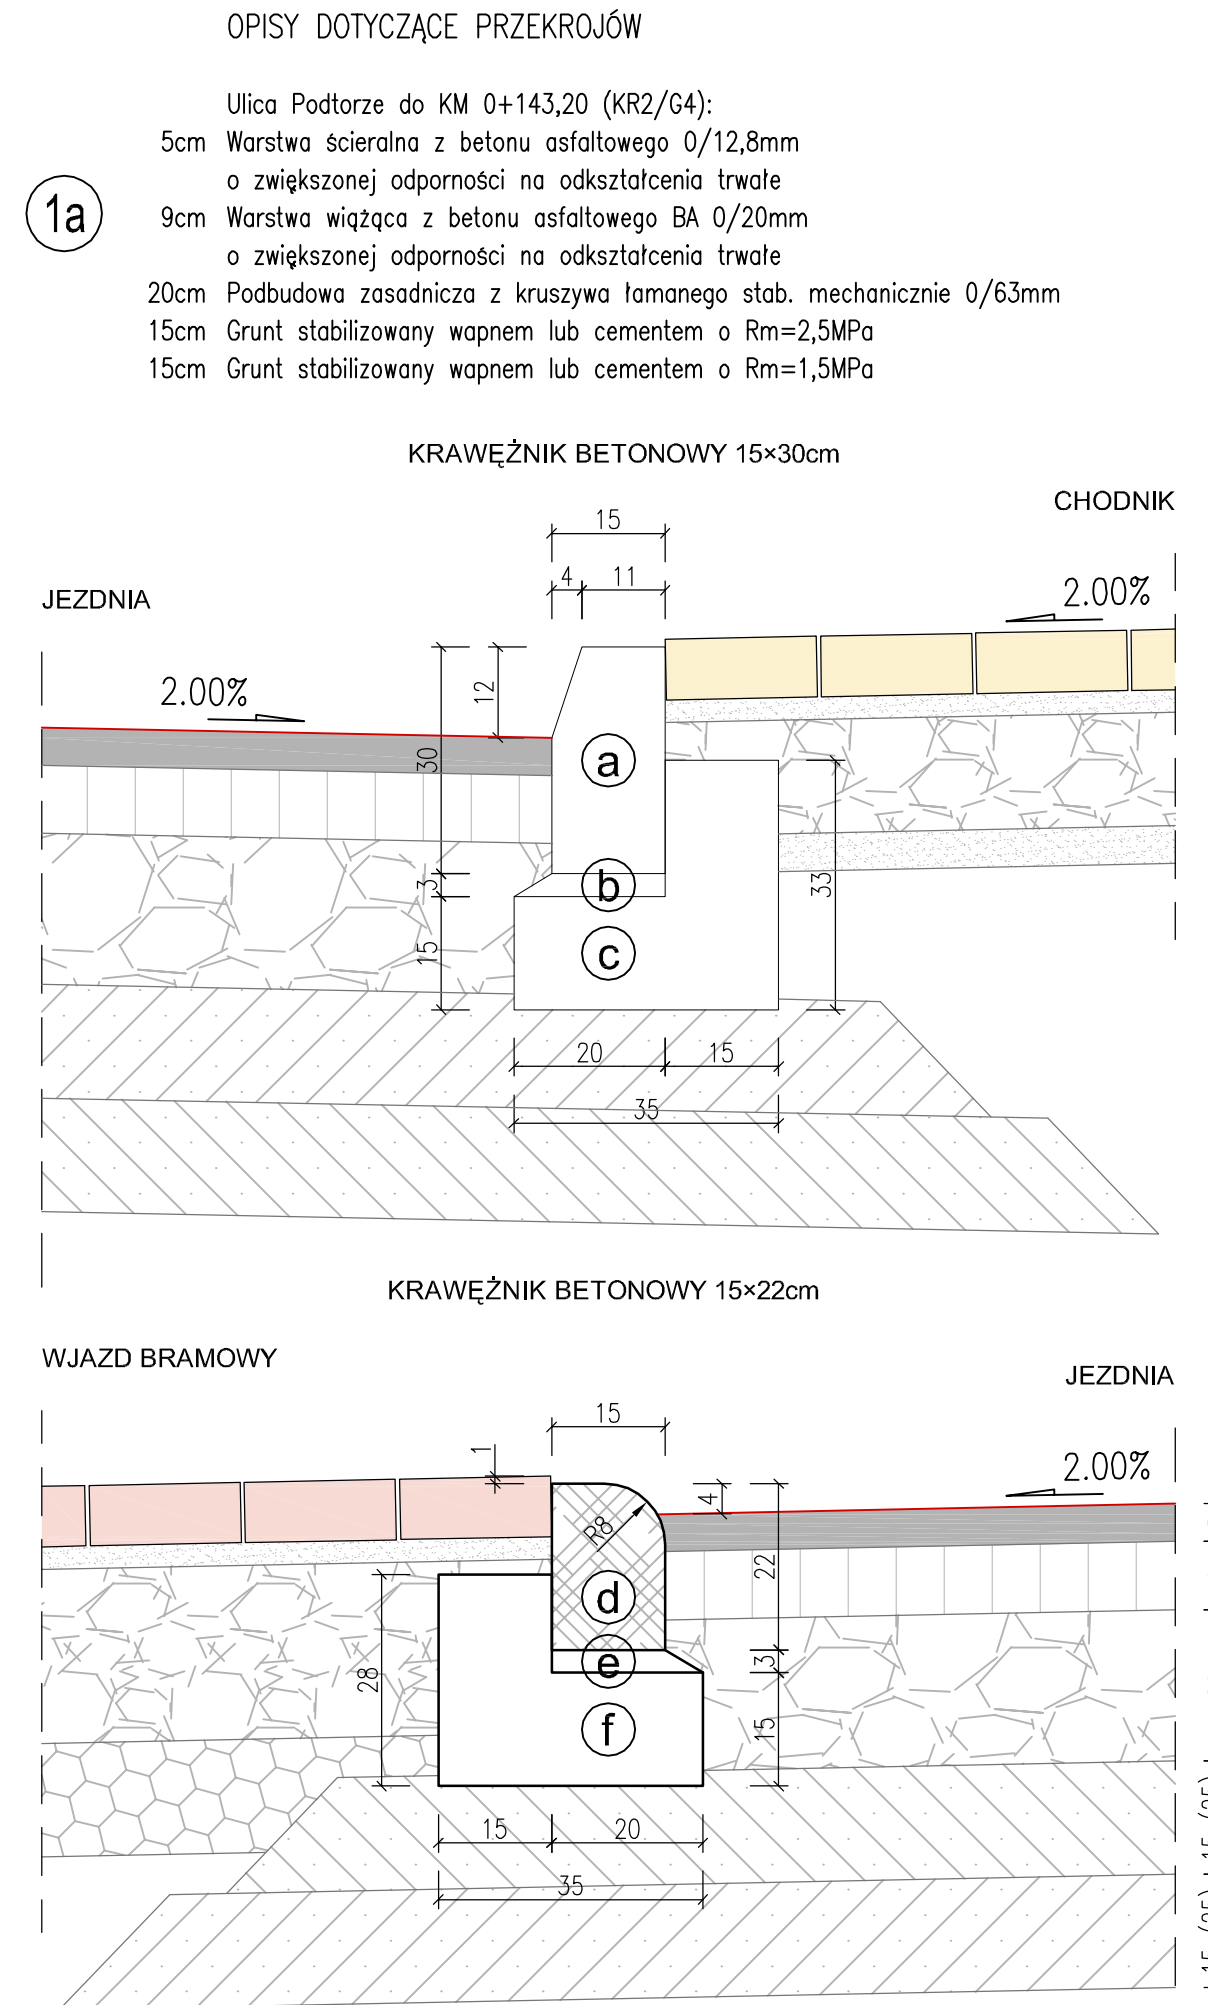 OPISY DOTYCZĄCE PRZEKROJÓW
Ulica Podtorze do KM 0+143,20 (KR2/G4):
5cm Warstwa ścieralna z betonu asfaltowego 0/12,8mm
o zwiększonej odporności na odkształcenia trwałe
1a
9cm Warstwa wiążąca z betonu asfaltowego BA 0/20mm
o zwiększonej odporności na odkształcenia trwałe
20cm Podbudowa zasadnicza z kruszywa łamanego stab. mechanicznie 0/63mm
15cm Grunt stabilizowany wapnem lub cementem o Rm=2,5MPa
15cm Grunt stabilizowany wapnem lub cementem o Rm=1,5MPa
KRAWĘŻNIK BETONOWY 15×30cm
CHODNIK
15
4 11
JEZDNIA
2.00%
2.00%
12
30
a
3
b
33
15
c
20 15
35
KRAWĘŻNIK BETONOWY 15×22cm
WJAZD BRAMOWY
JEZDNIA
15
1
2.00%
4
R8
22
d
3
e
28
15
f
15 20
35
15 (25) 15 (25)